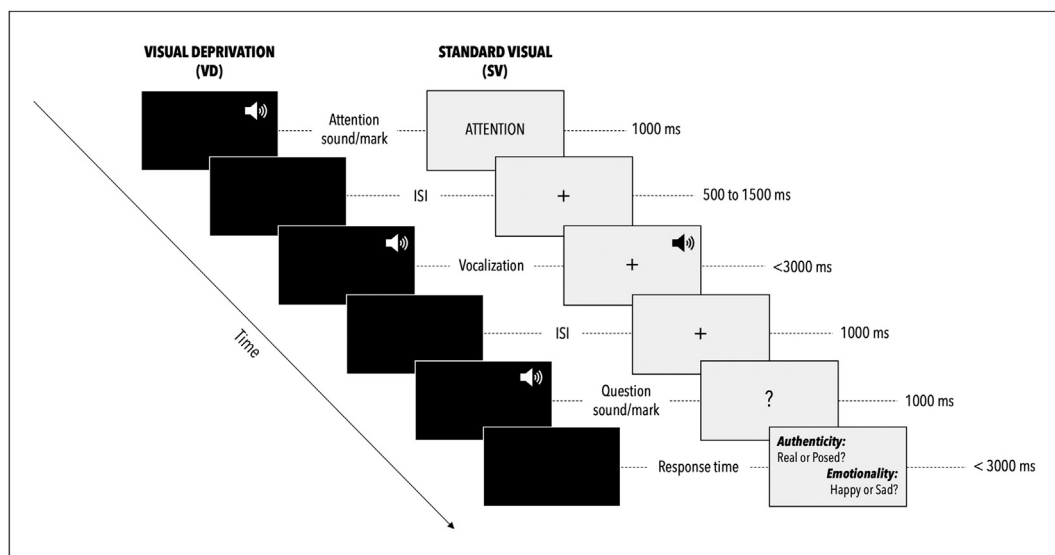 VISUAL DEPRIVATION
(VD)
STANDARD VISUAL
(SV)
Attention
sound/mark
ATTENTION
1000 ms
ISI
+
500 to 1500 ms
Vocalization
+
<3000 ms
ISI
+
1000 ms
Question
sound/mark
?
1000 ms
Response time
Authenticity:
Real or Posed?
Emotionality:
Happy or Sad?
< 3000 ms
Time